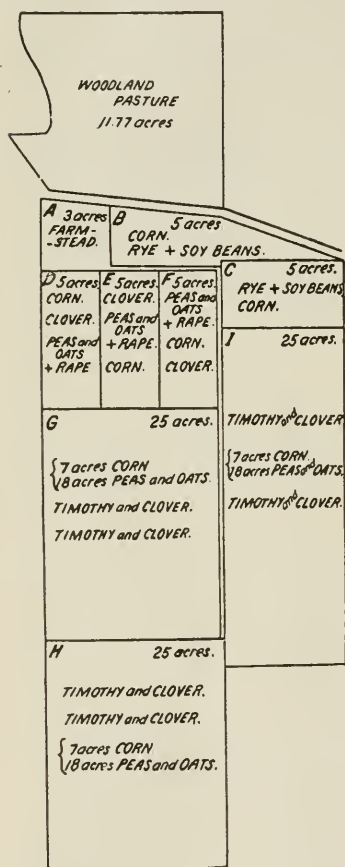 WOODLAND
PASTURE
11.77 acres
A 3 acres
FARM-
-STEAD.
B 5 acres
CORN.
RYE + SOY BEANS.
C 5 acres.
RYE + SOYBEANS
CORN.
D 5 acres.
CORN.
CLOVER.
PEAS and
OATS
+ RAPE
E 5 acres.
CLOVER.
PEAS and
OATS
+ RAPE.
CORN.
F 5 acres.
PEAS and
OATS
+ RAPE.
CORN.
CLOVER.
G 25 acres.
7 acres CORN
18 acres PEAS and OATS.
TIMOTHY and CLOVER.
TIMOTHY and CLOVER.
I 25 acres.
TIMOTHY and CLOVER.
7 acres CORN.
18 acres PEAS and OATS.
TIMOTHY and CLOVER.
H 25 acres.
TIMOTHY and CLOVER.
TIMOTHY and CLOVER.
7 acres CORN
18 acres PEAS and OATS.